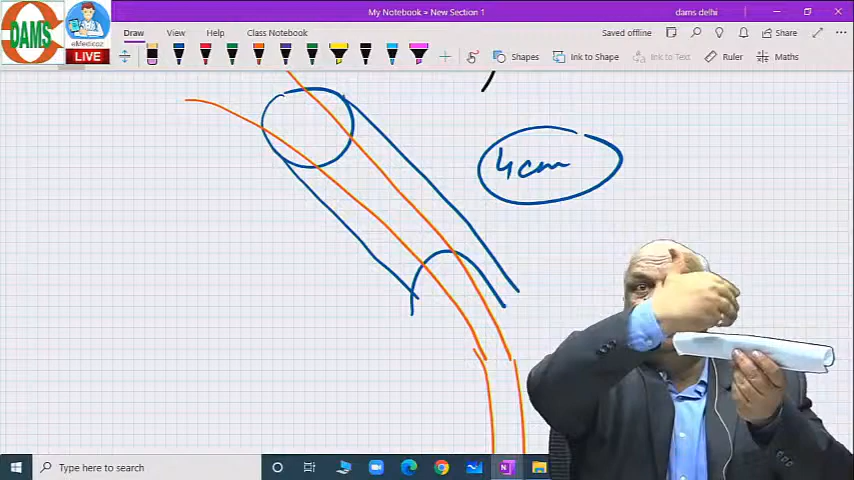 My Notebook » New Section 1
dams delhi
DAMS
eMedicoz
LIVE
Draw
View
Help
Class Notebook
Saved offline
Share
Shapes
Ink to Shape
Ink to Text
Ruler
Maths
4cm
Type here to search